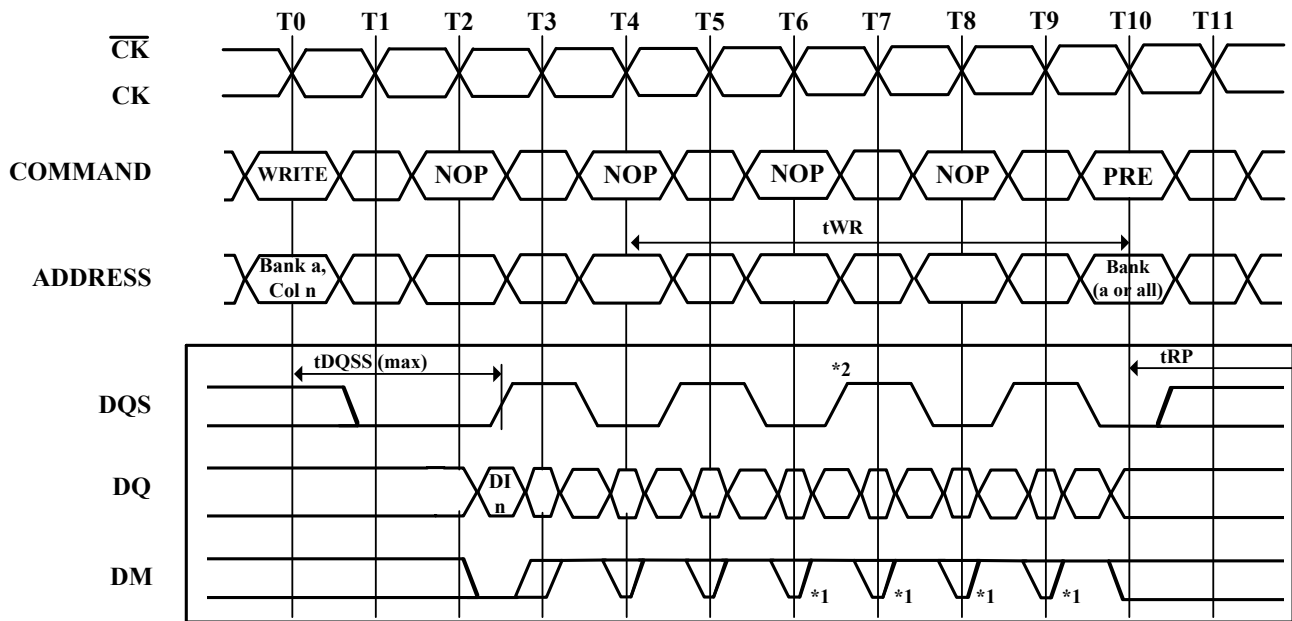 T0 T1 T2 T3 T4 T5 T6 T7 T8 T9 T10 T11
CK
CK
COMMAND WRITE NOP NOP NOP NOP PRE
tWR
ADDRESS Bank a, Col n Bank (a or all)
tDQSS (max) tRP
*2
DQS
DQ DI n
DM
*1 *1 *1 *1